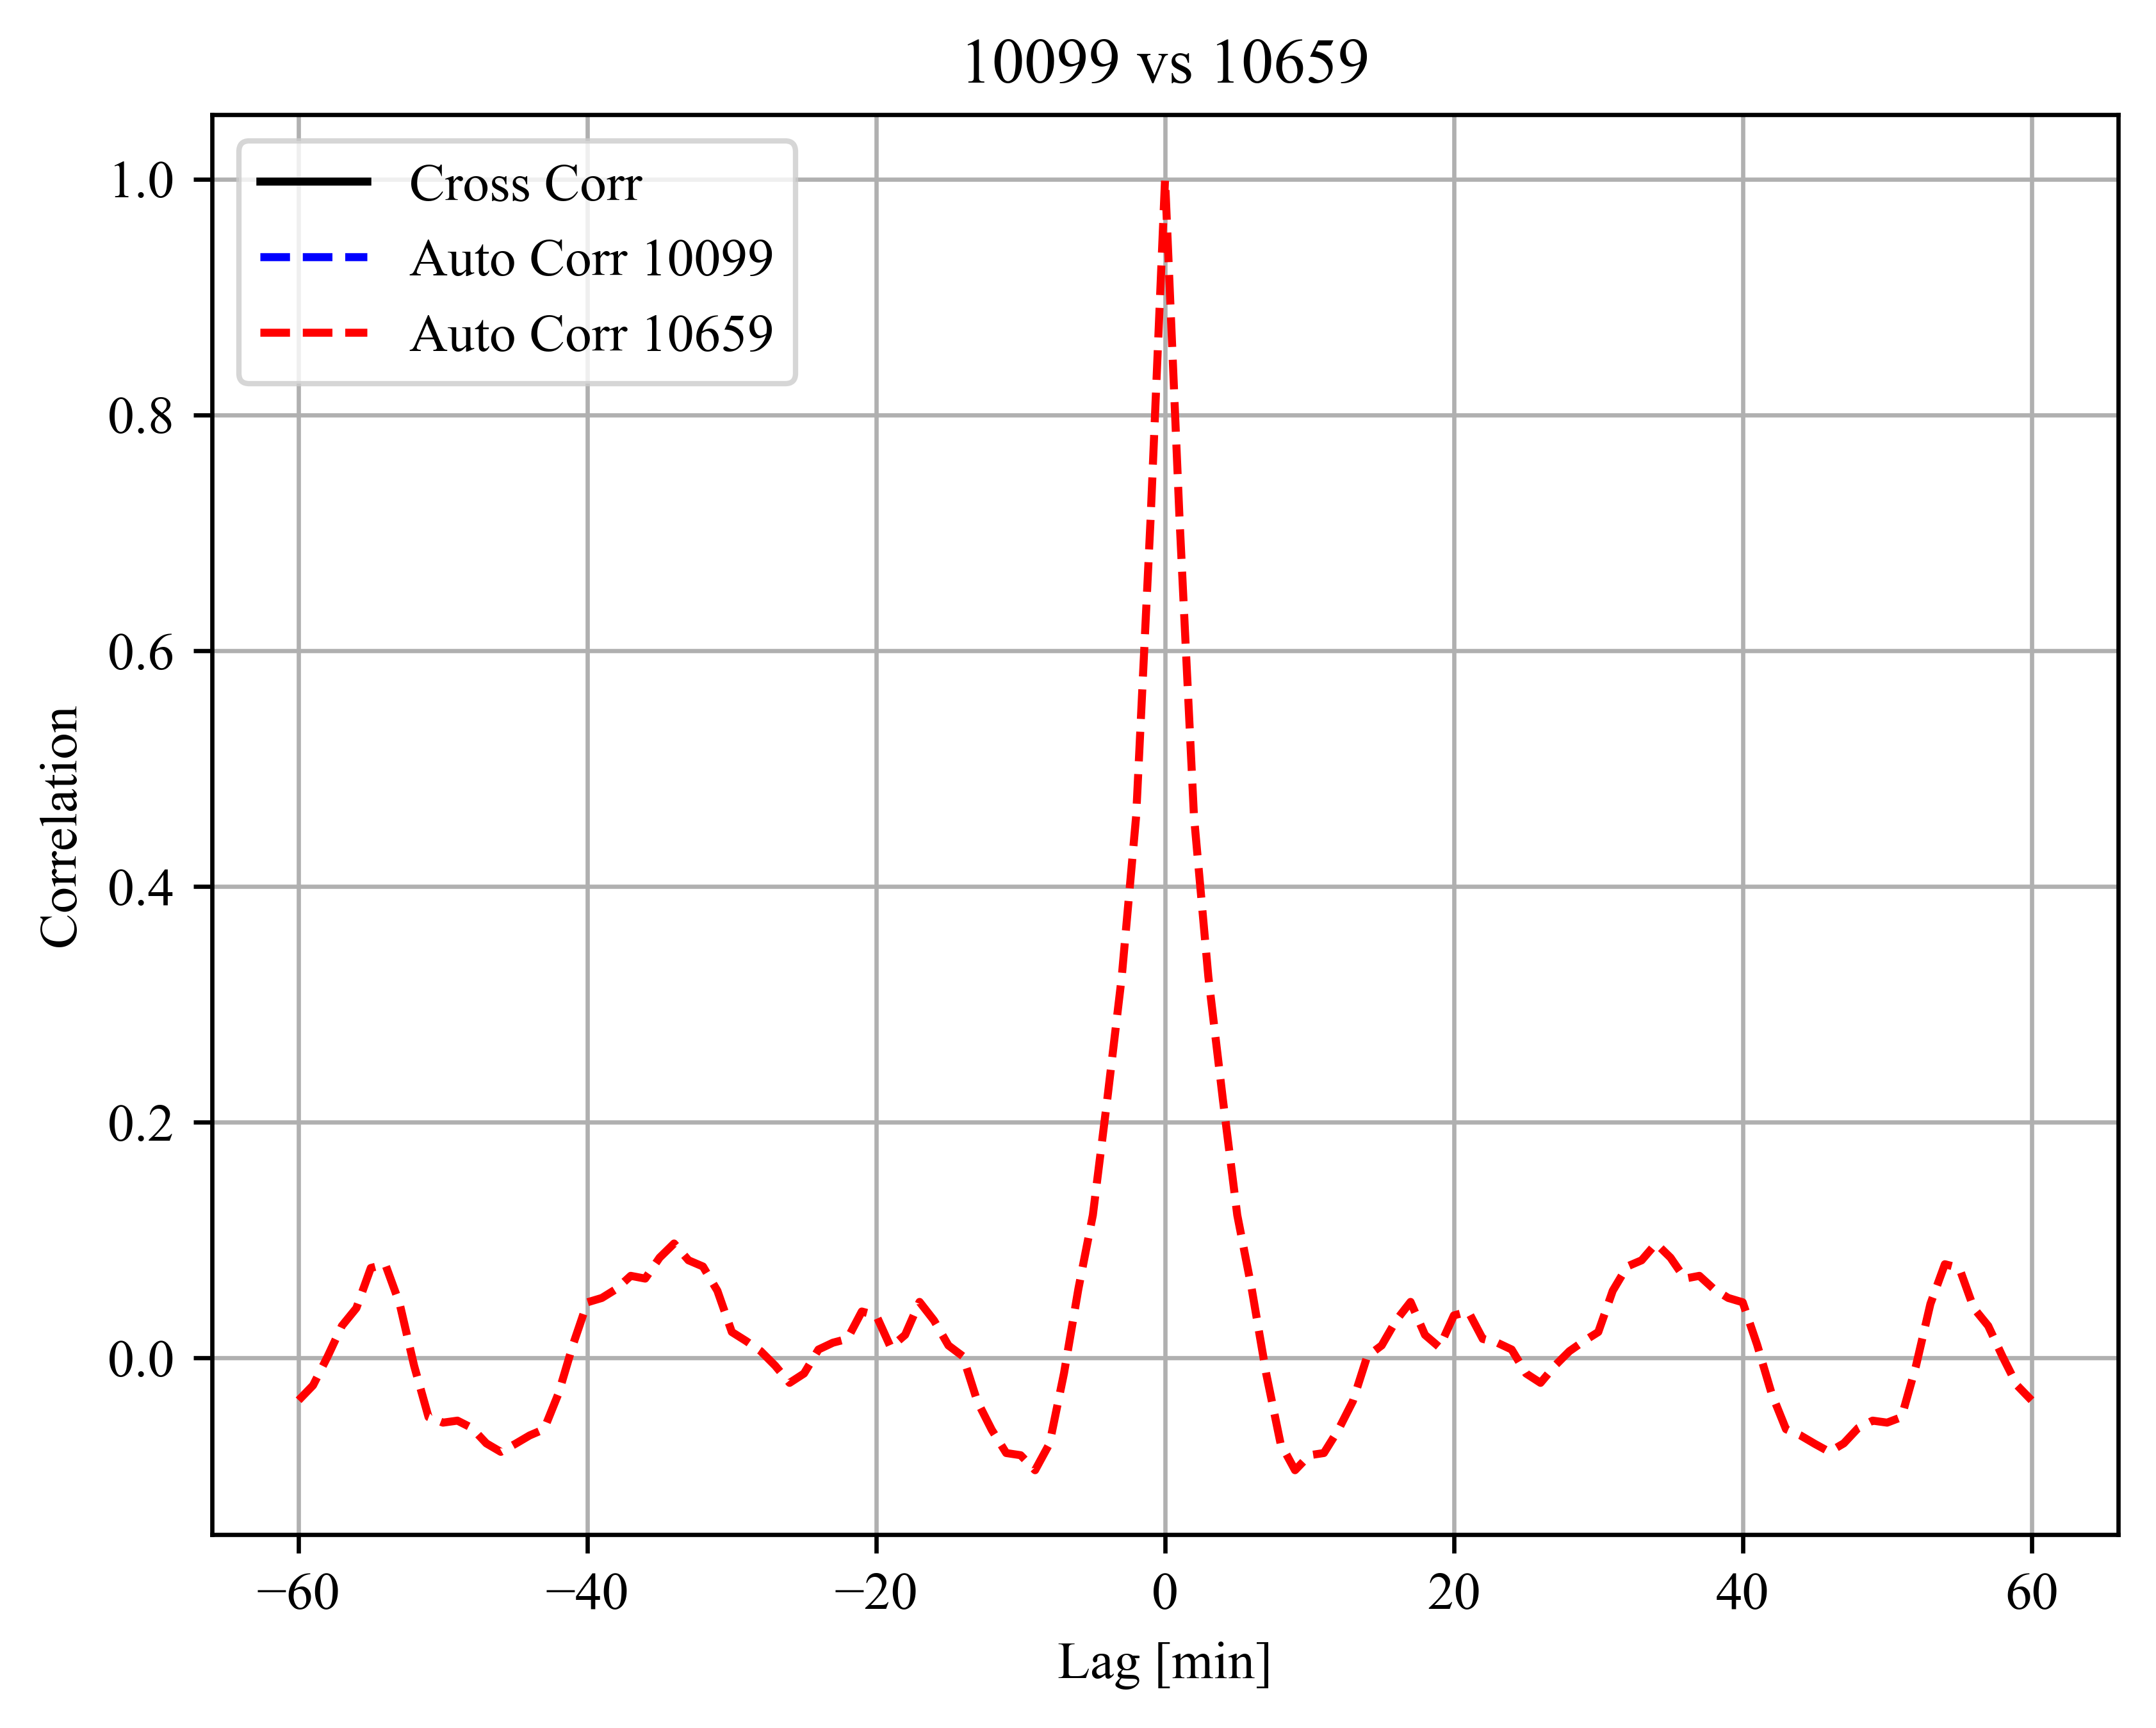 10099 vs 10659
Cross Corr
Auto Corr 10099
Auto Corr 10659
1.0
0.8
0.6
0.4
0.2
0.0
Correlation
−60
−40
−20
0
20
40
60
Lag [min]